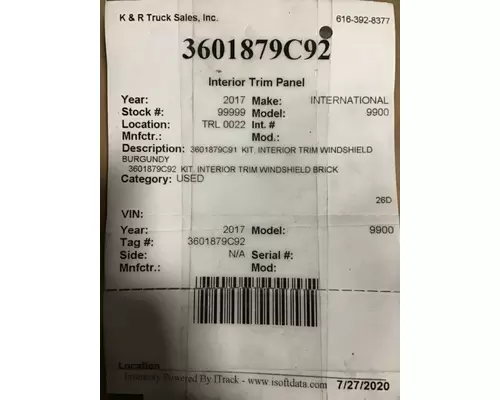 K & R Truck Sales, Inc. 616-392-8377
3601879C92
Interior Trim Panel
Year: 2017 Make: INTERNATIONAL
Stock #: 99999 Model: 9900
Location: TRL 0022 Int. #
Mnfctr.: Mod.:
Description: 3601879C91 KIT, INTERIOR TRIM WINDSHIELD
BURGUNDY
3601879C92 KIT, INTERIOR TRIM WINDSHIELD BRICK
Category: USED
26D
VIN:
Year: 2017 Model: 9900
Tag #: 3601879C92
Side: N/A Serial #:
Mnfctr.: Mod:
Location
Inventory Powered By ITrack - www.isoftdata.com 7/27/2020